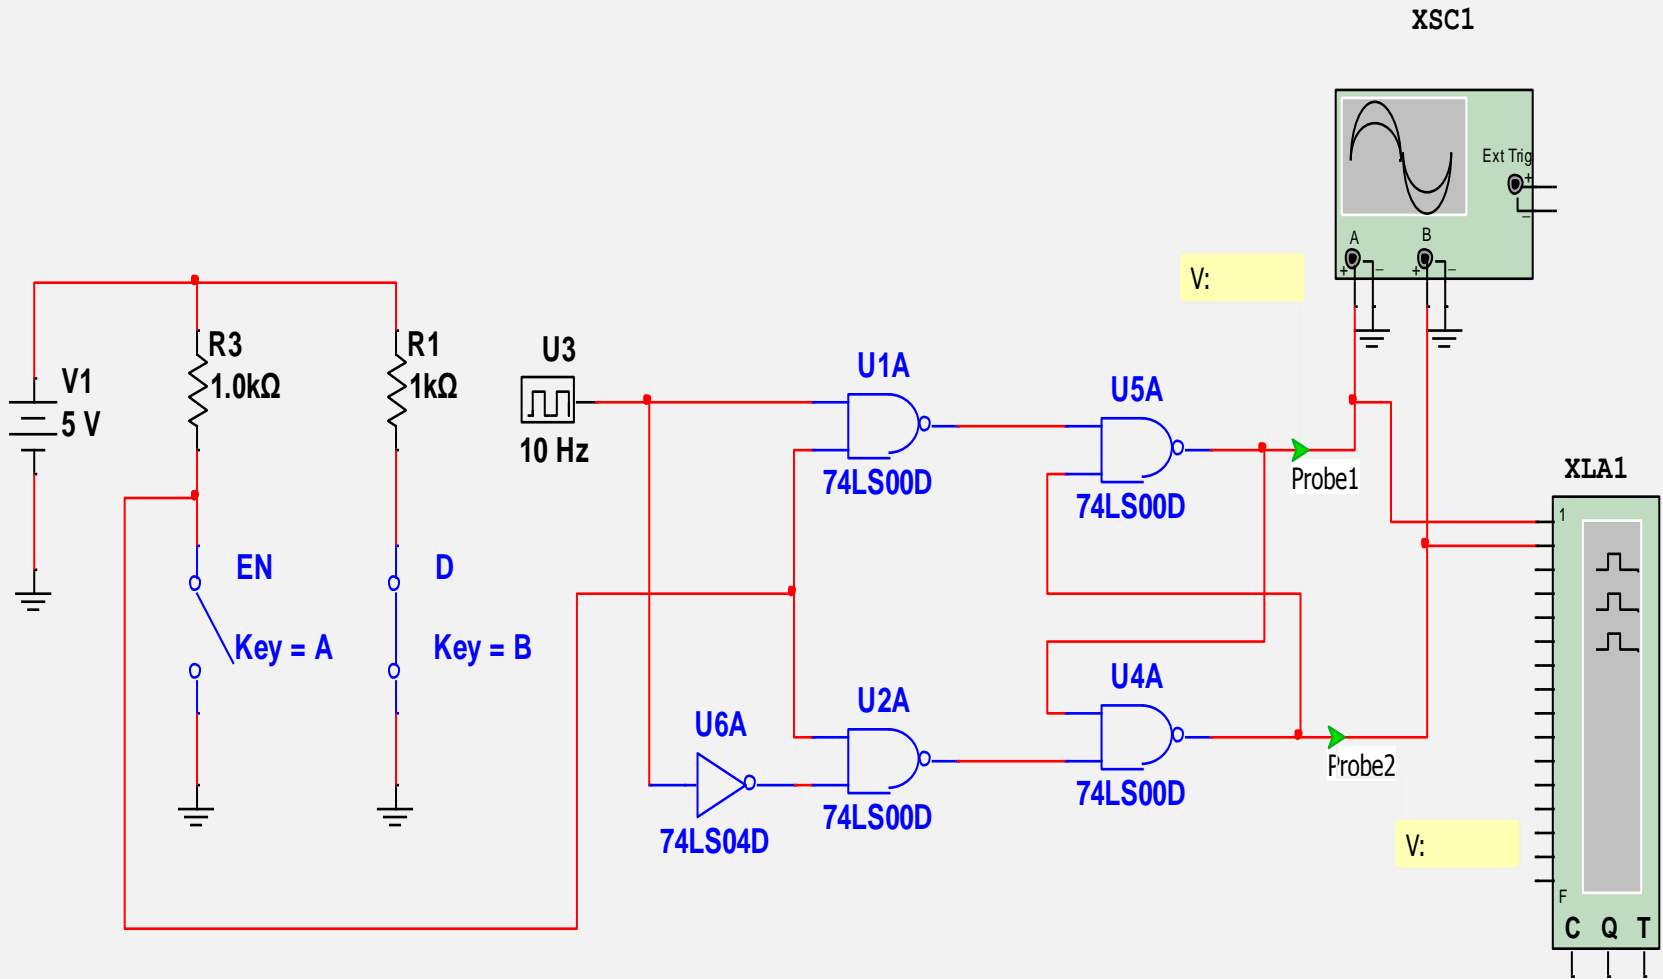 XSC1
Ext Trig
+
_
A
B
+
_
+
_
V:
R3
1.0kΩ
R1
1kΩ
V1
5 V
U3
10 Hz
U1A
74LS00D
U5A
74LS00D
Probe1
XLA1
1
EN
Key = A
D
Key = B
U6A
74LS04D
U2A
74LS00D
U4A
74LS00D
Probe2
V:
F
C Q T